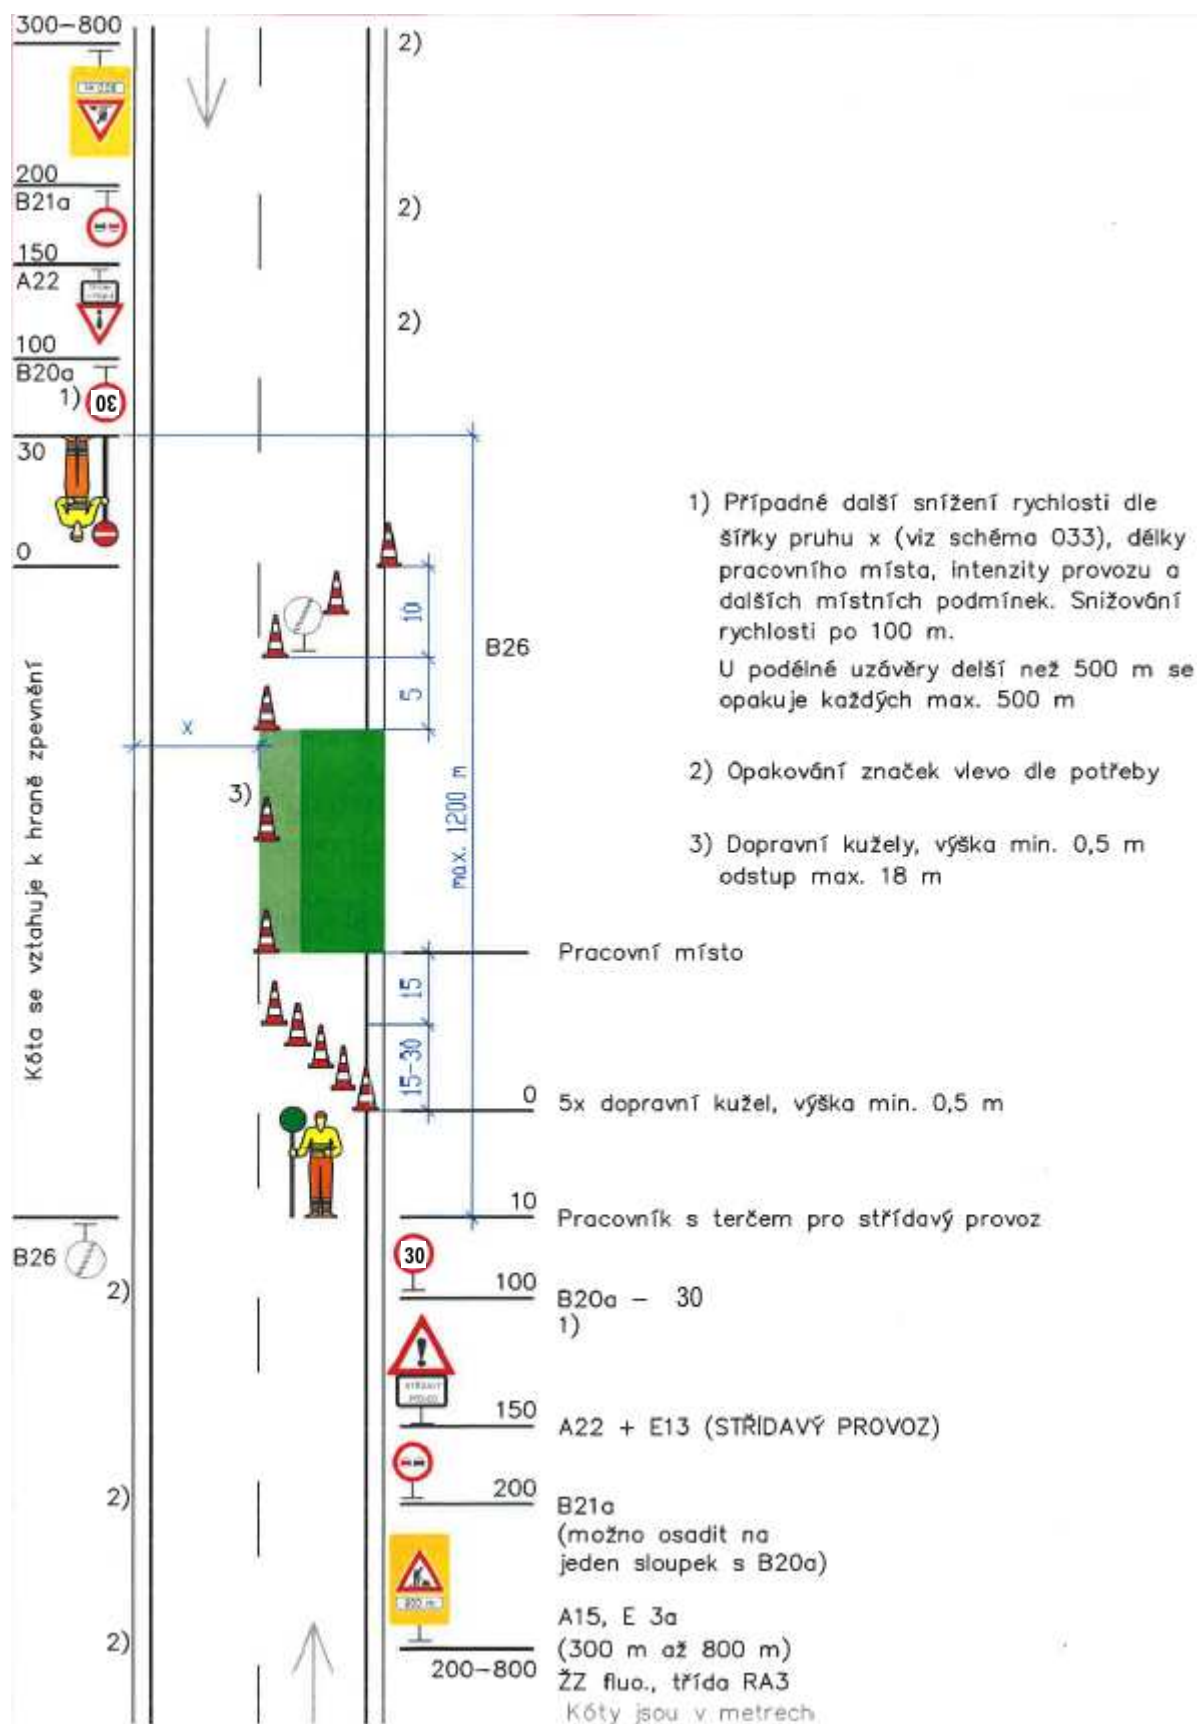 300-800
2)
200
B21a
2)
150
A22
2)
100
B20a
1)
30
30
0
10
B26
5
x
3)
max. 1200 m
Kóta se vztahuje k hraně zpevnění
1) Případné další snížení rychlosti dle
šířky pruhu x (viz schéma 033), délky
pracovního místa, intenzity provozu a
dalších místních podmínek. Snižování
rychlosti po 100 m.
U podélné uzávěry delší než 500 m se
opakuje každých max. 500 m
2) Opakování značek vlevo dle potřeby
3) Dopravní kužely, výška min. 0,5 m
odstup max. 18 m
Pracovní místo
15
15-30
0
5x dopravní kužel, výška min. 0,5 m
10
Pracovník s terčem pro střídavý provoz
B26
2)
30
100
B20a - 30
1)
150
A22 + E13 (STŘÍDAVÝ PROVOZ)
2)
200
B21a
(možno osadit na
jeden sloupek s B20a)
2)
A15, E 3a
(300 m až 800 m)
200-800
ŽZ fluo., třída RA3
Kóty jsou v metrech